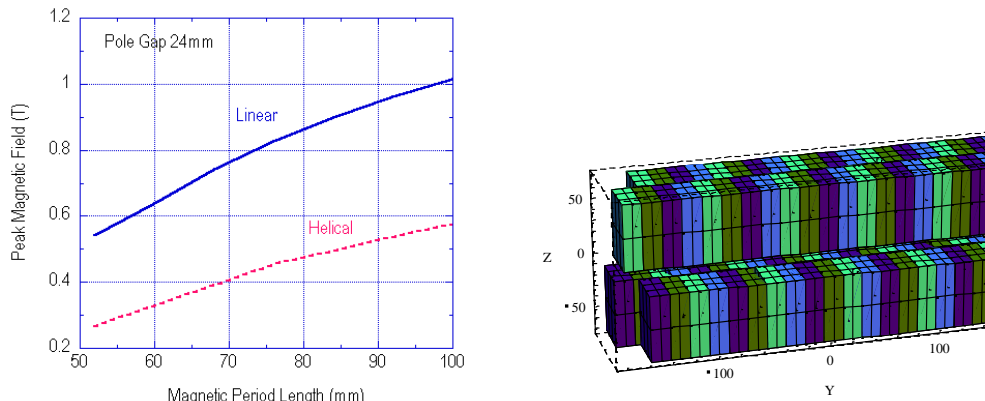 1.2
Pole Gap 24mm
1
Linear
0.8
0.6
Helical
0.4
0.2
50 60 70 80 90 100
Magnetic Period Length (mm)
Peak Magnetic Field (T)
50
Z 0
-50
-100 0 100
Y